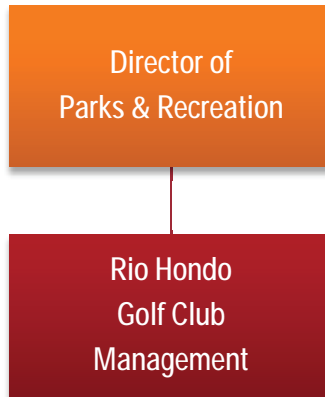 Director of
Parks & Recreation
Rio Hondo
Golf Club
Management